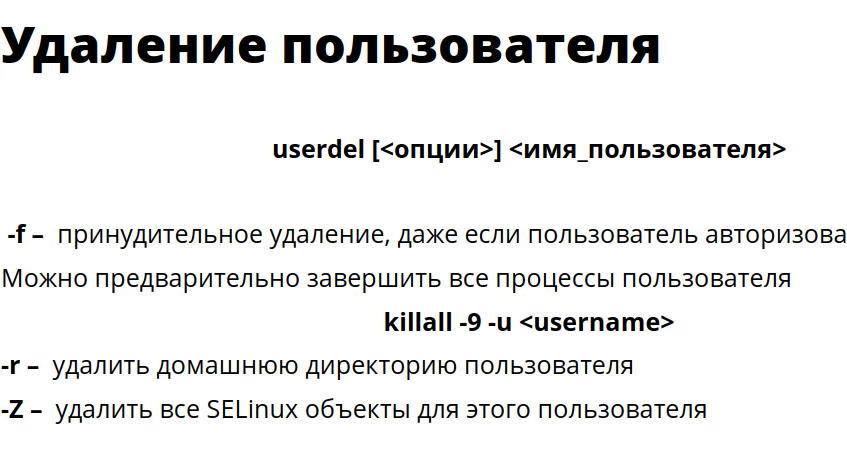 Удаление пользователя
userdel [<опции>] <имя_пользователя>
-f – принудительное удаление, даже если пользователь авторизова
Можно предварительно завершить все процессы пользователя
killall -9 -u <username>
-r – удалить домашнюю директорию пользователя
-Z – удалить все SELinux объекты для этого пользователя